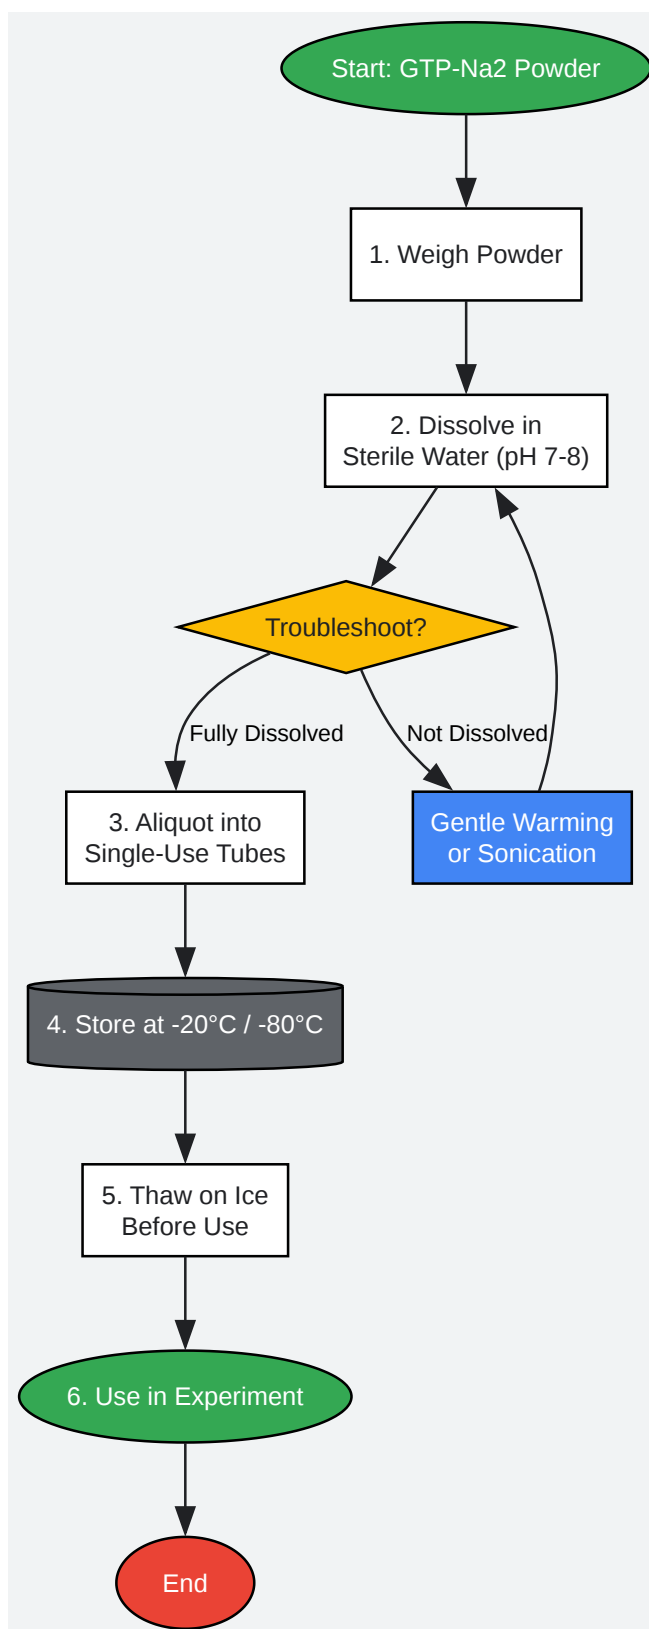 Start: GTP-Na2 Powder
1. Weigh Powder
2. Dissolve in
Sterile Water (pH 7-8)
Troubleshoot?
Fully Dissolved
Not Dissolved
3. Aliquot into
Single-Use Tubes
Gentle Warming
or Sonication
4. Store at -20°C / -80°C
5. Thaw on Ice
Before Use
6. Use in Experiment
End